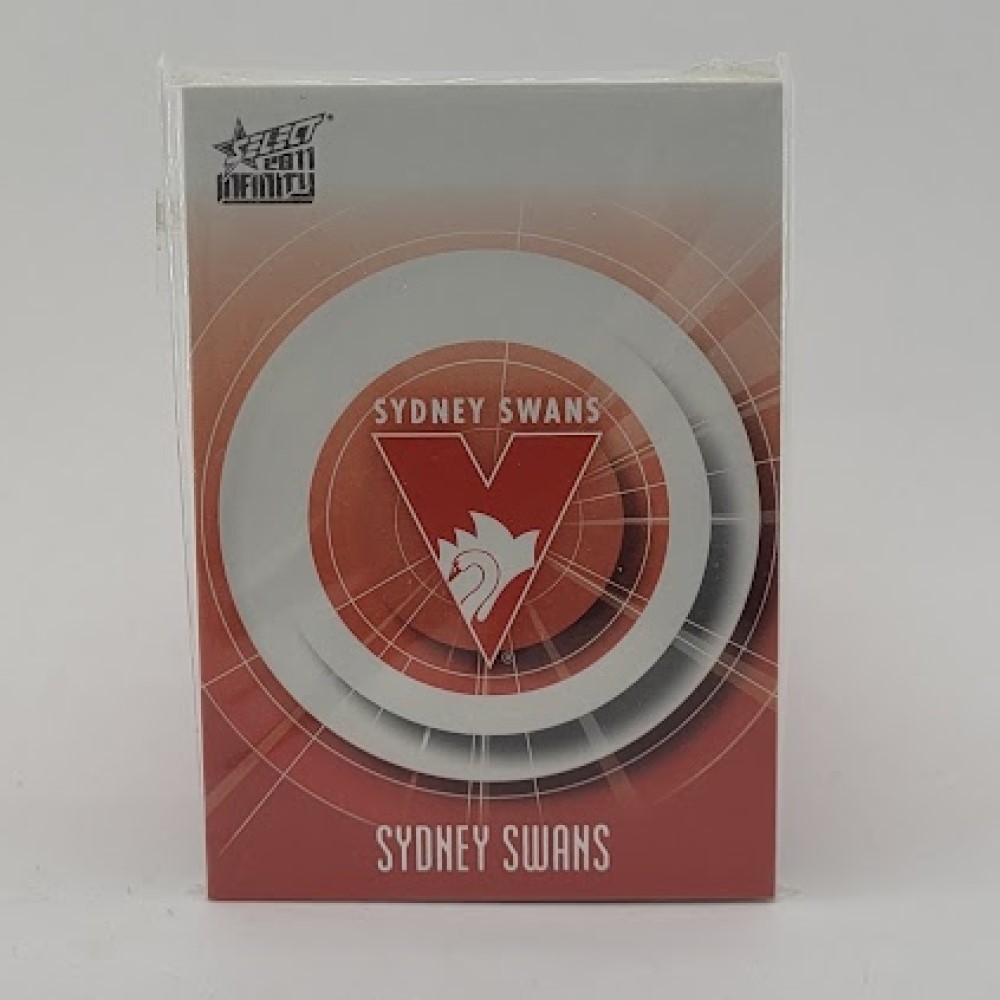 SELECT
2011
INFINITY
SYDNEY SWANS
®
SYDNEY SWANS